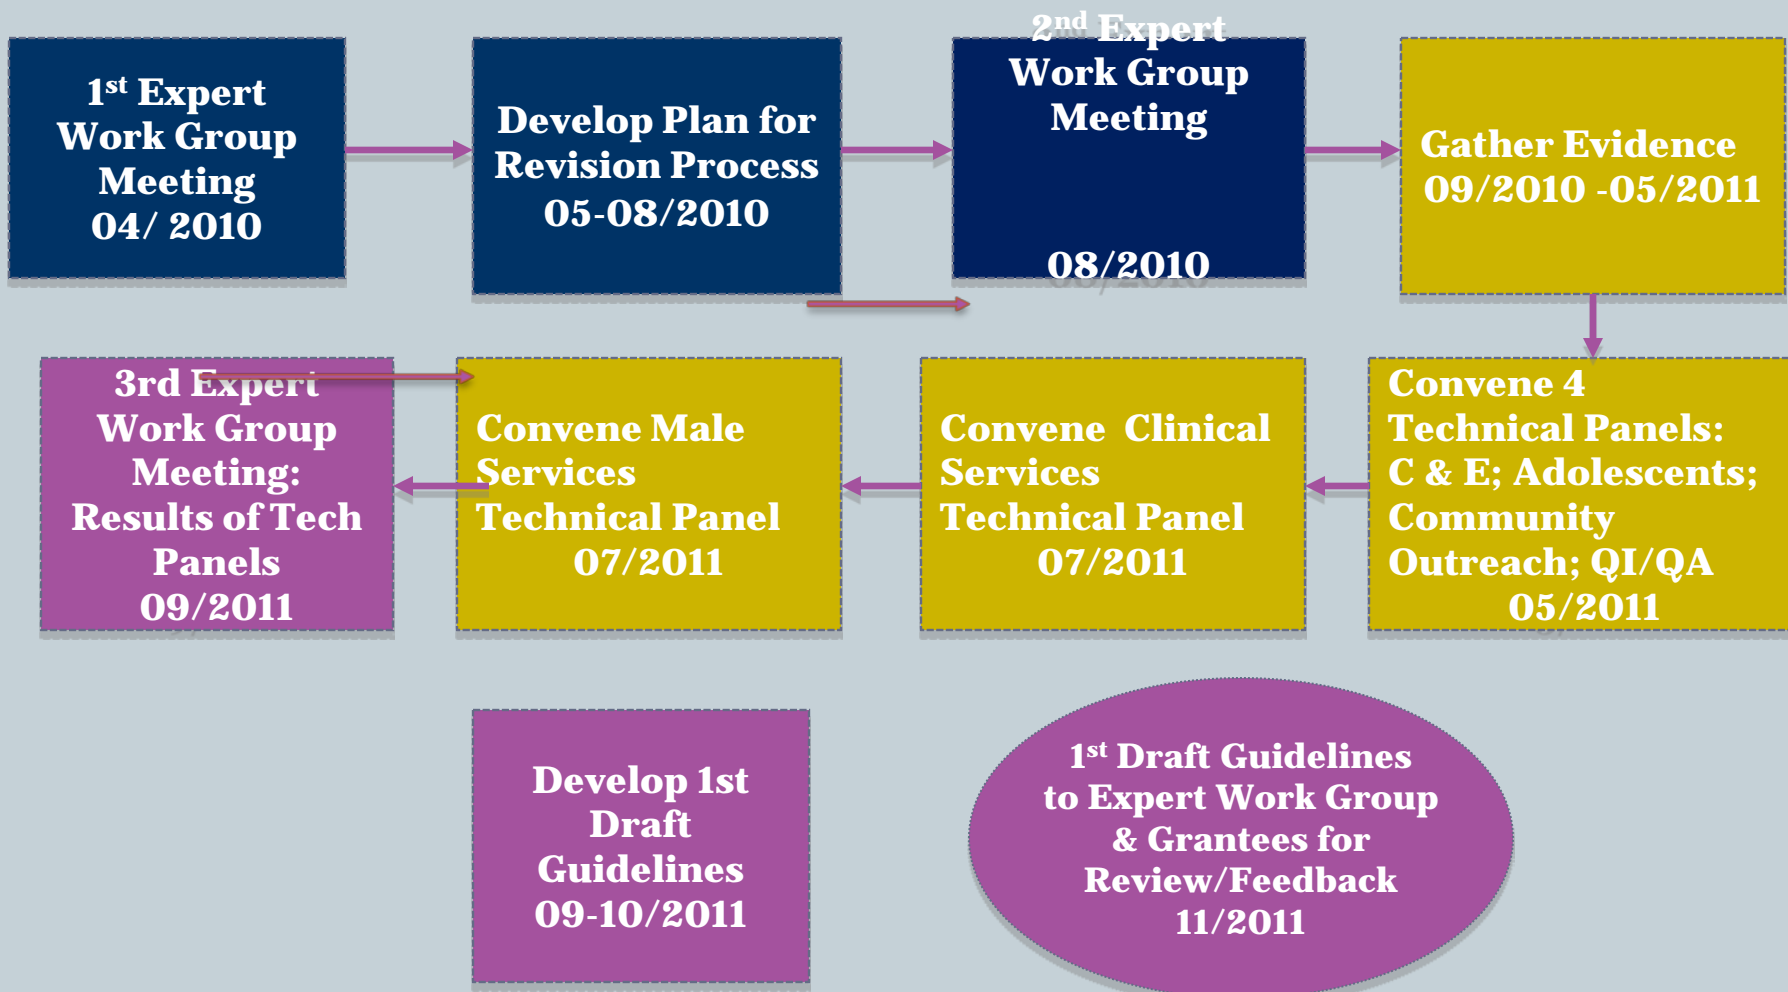 1st Expert
Work Group
Meeting
04/ 2010
Develop Plan for
Revision Process
05-08/2010
2nd Expert
Work Group
Meeting
08/2010
Gather Evidence
09/2010 -05/2011
3rd Expert
Work Group
Meeting:
Results of Tech
Panels
09/2011
Convene Male
Services
Technical Panel
07/2011
Convene  Clinical
Services
Technical Panel
07/2011
Convene 4
Technical Panels:
C & E; Adolescents;
Community
Outreach; QI/QA
05/2011
Develop 1st
Draft
Guidelines
09-10/2011
1st Draft Guidelines
to Expert Work Group
& Grantees for
Review/Feedback
11/2011